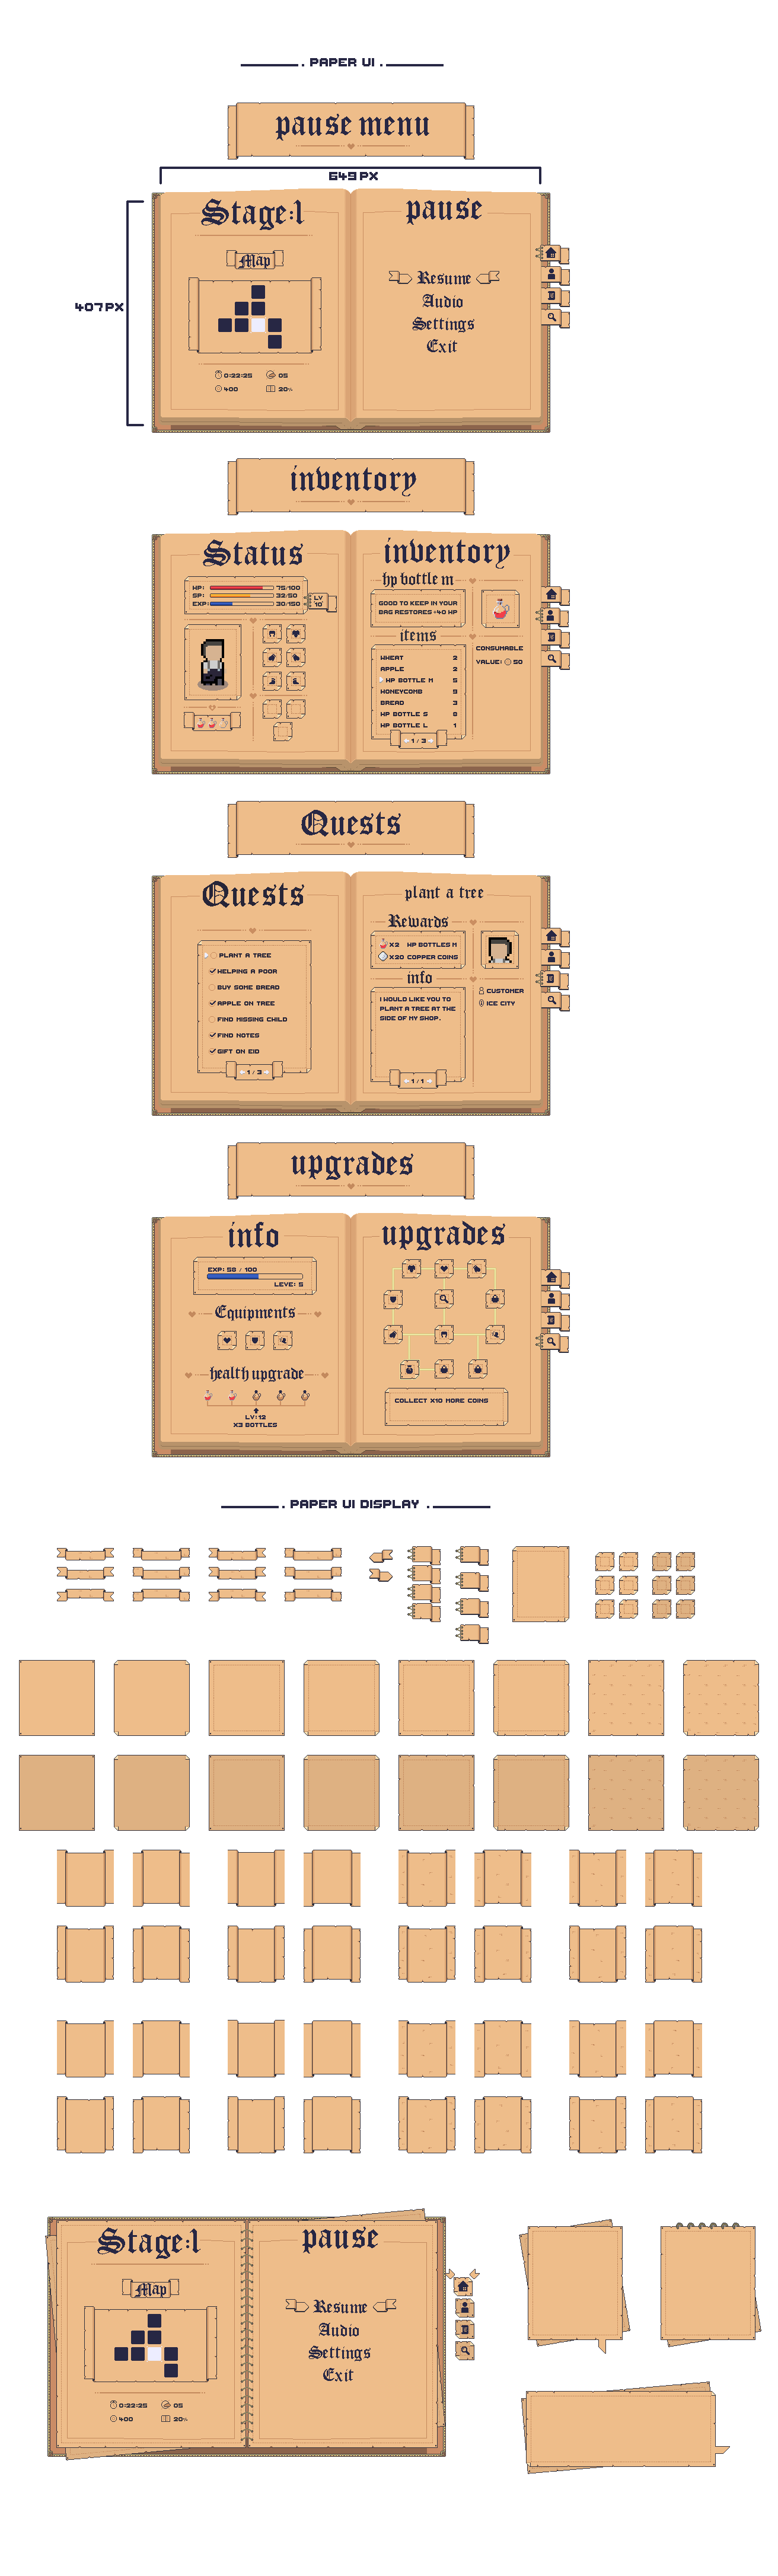 . PAPER UI .
pause menu
649 PX
407 PX
Stage:1
Map
0:22:25
05
400
20%
pause
Resume
Audio
Settings
Exit
inventory
Status
HP: 75/100
SP: 32/50
EXP: 30/150
LV
10
inventory
hp bottle m
GOOD TO KEEP IN YOUR
BAG RESTORES +40 HP
items
WHEAT 2
APPLE 2
HP BOTTLE M 5
HONEYCOMB 9
BREAD 3
HP BOTTLE S 8
HP BOTTLE L 1
1 / 3
CONSUMABLE
VALUE: 50
Quests
Quests
PLANT A TREE
HELPING A POOR
BUY SOME BREAD
APPLE ON TREE
FIND MISSING CHILD
FIND NOTES
GIFT ON EID
1 / 3
plant a tree
Rewards
X2 HP BOTTLES M
X20 COPPER COINS
info
I WOULD LIKE YOU TO
PLANT A TREE AT THE
SIDE OF MY SHOP.
1 / 1
CUSTOMER
ICE CITY
upgrades
info
EXP: 58 / 100
LEVE: 5
Equipments
health upgrade
LV:12
X3 BOTTLES
upgrades
COLLECT X10 MORE COINS
. PAPER UI DISPLAY .
Stage:1
Map
0:22:25
05
400
20%
pause
Resume
Audio
Settings
Exit